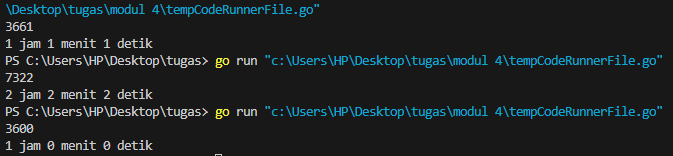 \Desktop\tugas\modul 4\tempCodeRunnerFile.go"
3661
1 jam 1 menit 1 detik
PS C:\Users\HP\Desktop\tugas> go run "c:\Users\HP\Desktop\tugas\modul 4\tempCodeRunnerFile.go"
7322
2 jam 2 menit 2 detik
PS C:\Users\HP\Desktop\tugas> go run "c:\Users\HP\Desktop\tugas\modul 4\tempCodeRunnerFile.go"
3600
1 jam 0 menit 0 detik